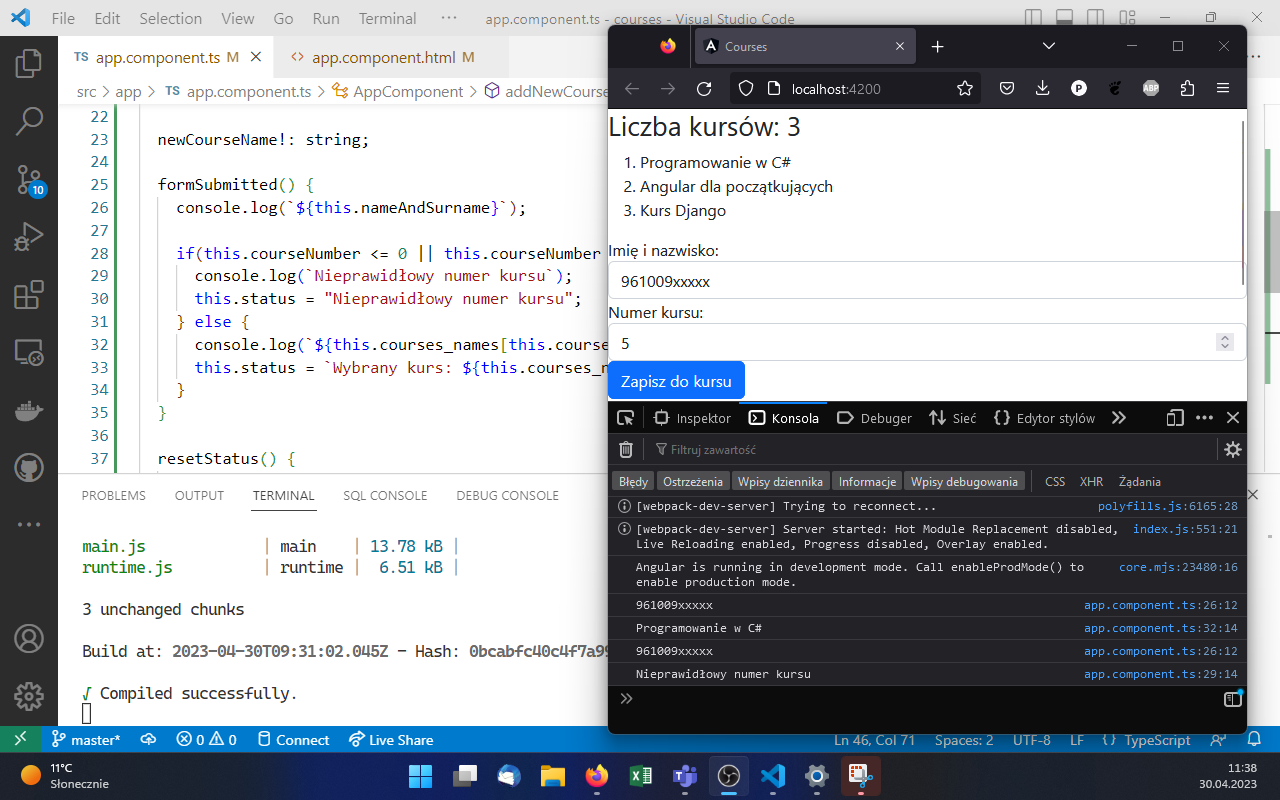 File Edit Selection View Go Run Terminal ··· app.component.ts - courses - Visual Studio Code
TS app.component.ts M
<> app.component.html M
src > app > TS app.component.ts > AppComponent > addNewCourse
22
23 newCourseName!: string;
24
25 formSubmitted() {
26 console.log(`${this.nameAndSurname}`);
27
28 if(this.courseNumber <= 0 || this.courseNumber
29 console.log(`Nieprawidłowy numer kursu`);
30 this.status = "Nieprawidłowy numer kursu";
31 } else {
32 console.log(`${this.courses_names[this.course
33 this.status = `Wybrany kurs: ${this.courses_n
34 }
35 }
36
37 resetStatus() {
10
PROBLEMS OUTPUT TERMINAL SQL CONSOLE DEBUG CONSOLE
main.js | main | 13.78 kB |
runtime.js | runtime | 6.51 kB |
3 unchanged chunks
Build at: 2023-04-30T09:31:02.045Z - Hash: 0bcabfc40c4f7a99
√ Compiled successfully.
master* 0 0 Connect Live Share Ln 46, Col 71 Spaces: 2 UTF-8 LF {} TypeScript
Courses
localhost:4200
P
ABP
Liczba kursów: 3
1. Programowanie w C#
2. Angular dla początkujących
3. Kurs Django
Imię i nazwisko:
961009xxxxx
Numer kursu:
5
Zapisz do kursu
Inspektor Konsola Debuger Sieć {} Edytor stylów
Filtruj zawartość
Błędy Ostrzeżenia Wpisy dziennika Informacje Wpisy debugowania CSS XHR Żądania
[webpack-dev-server] Trying to reconnect... polyfills.js:6165:28
[webpack-dev-server] Server started: Hot Module Replacement disabled, index.js:551:21
Live Reloading enabled, Progress disabled, Overlay enabled.
Angular is running in development mode. Call enableProdMode() to core.mjs:23480:16
enable production mode.
961009xxxxx app.component.ts:26:12
Programowanie w C# app.component.ts:32:14
961009xxxxx app.component.ts:26:12
Nieprawidłowy numer kursu app.component.ts:29:14
11°C
Słonecznie
11:38
30.04.2023